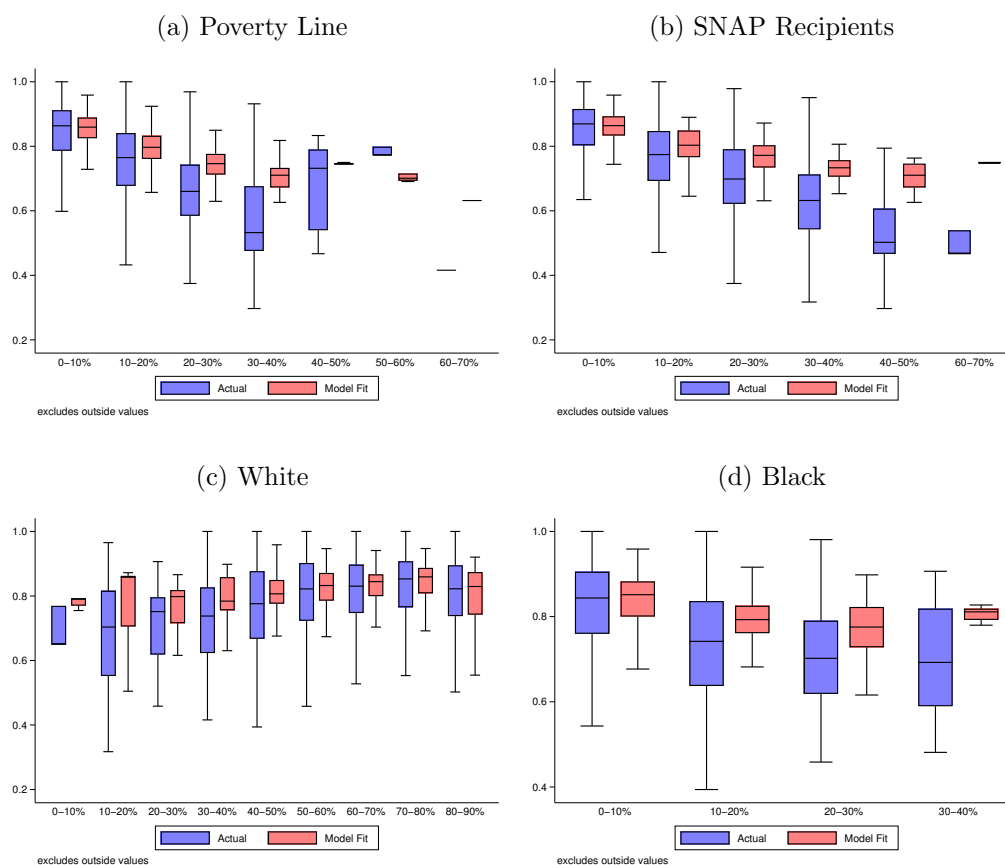 (a) Poverty Line
(b) SNAP Recipients
1.0
0.8
0.6
0.4
0.2
0–10% 10–20% 20–30% 30–40% 40–50% 50–60% 60–70%
Actual Model Fit
excludes outside values
1.0
0.8
0.6
0.4
0.2
0–10% 10–20% 20–30% 30–40% 40–50% 60–70%
Actual Model Fit
excludes outside values
(c) White
(d) Black
1.0
0.8
0.6
0.4
0.2
0–10% 10–20% 20–30% 30–40% 40–50% 50–60% 60–70% 70–80% 80–90%
Actual Model Fit
excludes outside values
1.0
0.8
0.6
0.4
0–10% 10–20% 20–30% 30–40%
Actual Model Fit
excludes outside values